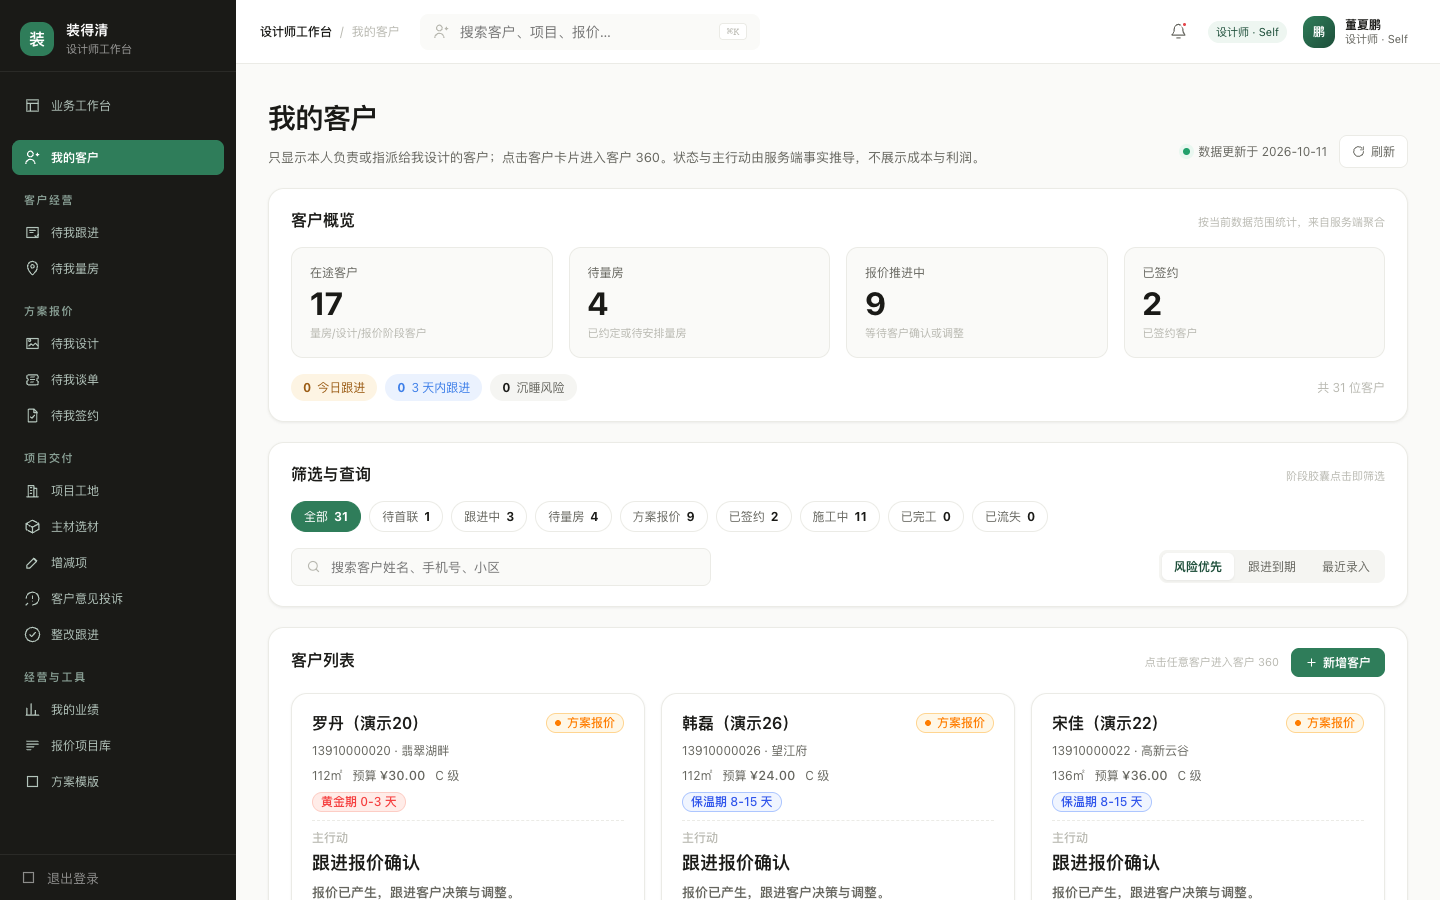 装
装得清
设计师工作台
业务工作台
我的客户
客户经营
待我跟进
待我量房
方案报价
待我设计
待我谈单
待我签约
项目交付
项目工地
主材选材
增减项
客户意见投诉
整改跟进
经营与工具
我的业绩
报价项目库
方案模版
退出登录
设计师工作台 / 我的客户
搜索客户、项目、报价... ⌘K
设计师 · Self
鹏
董夏鹏
设计师 · Self
我的客户
只显示本人负责或指派给我设计的客户；点击客户卡片进入客户 360。状态与主行动由服务端事实推导，不展示成本与利润。
数据更新于 2026-10-11
刷新
客户概览
按当前数据范围统计，来自服务端聚合
在途客户
17
量房/设计/报价阶段客户
待量房
4
已约定或待安排量房
报价推进中
9
等待客户确认或调整
已签约
2
已签约客户
0 今日跟进
0 3 天内跟进
0 沉睡风险
共 31 位客户
筛选与查询
阶段胶囊点击即筛选
全部 31
待首联 1
跟进中 3
待量房 4
方案报价 9
已签约 2
施工中 11
已完工 0
已流失 0
搜索客户姓名、手机号、小区
风险优先
跟进到期
最近录入
客户列表
点击任意客户进入客户 360
+ 新增客户
罗丹（演示20）
方案报价
13910000020 · 翡翠湖畔
112㎡ 预算 ¥30.00 C 级
黄金期 0-3 天
主行动
跟进报价确认
报价已产生，跟进客户决策与调整。
韩磊（演示26）
方案报价
13910000026 · 望江府
112㎡ 预算 ¥24.00 C 级
保温期 8-15 天
主行动
跟进报价确认
报价已产生，跟进客户决策与调整。
宋佳（演示22）
方案报价
13910000022 · 高新云谷
136㎡ 预算 ¥36.00 C 级
保温期 8-15 天
主行动
跟进报价确认
报价已产生，跟进客户决策与调整。